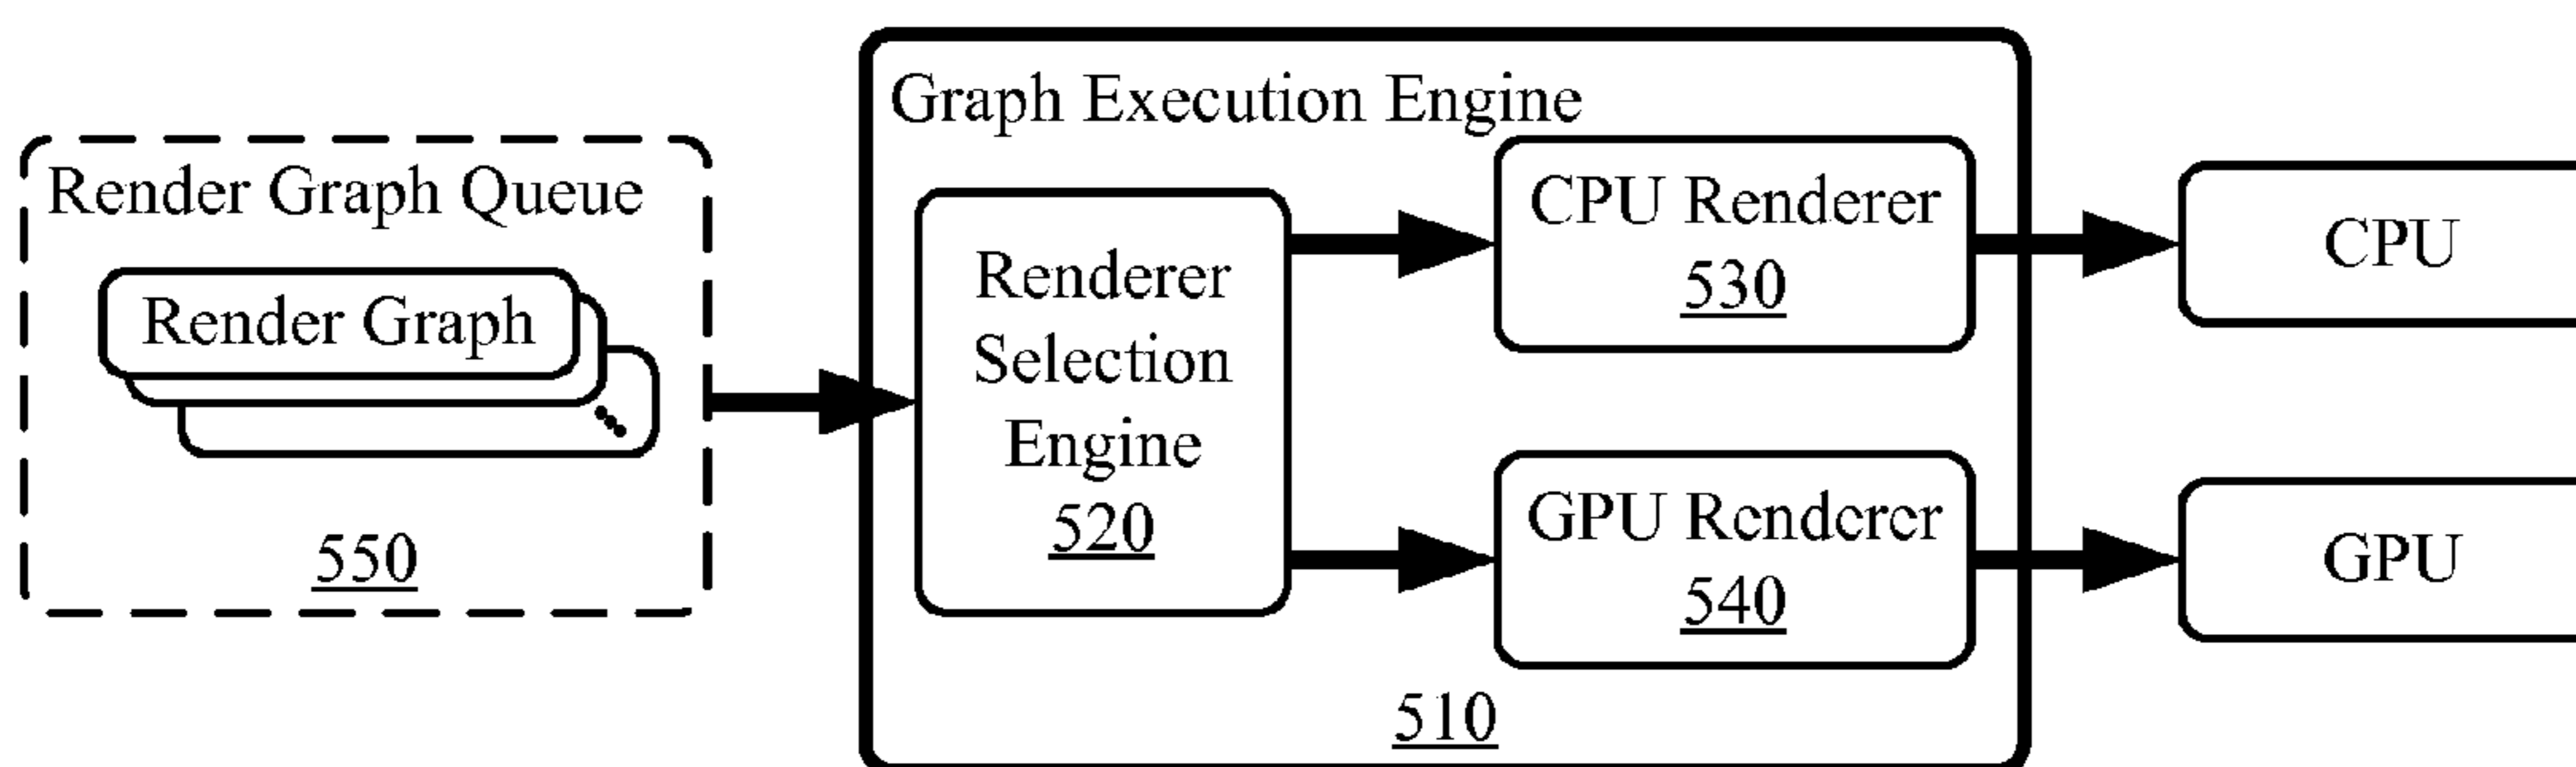 Render Graph Queue
Render Graph
550
Graph Execution Engine
Renderer
Selection
Engine
520
CPU Renderer
530
GPU Renderer
540
510
CPU
GPU